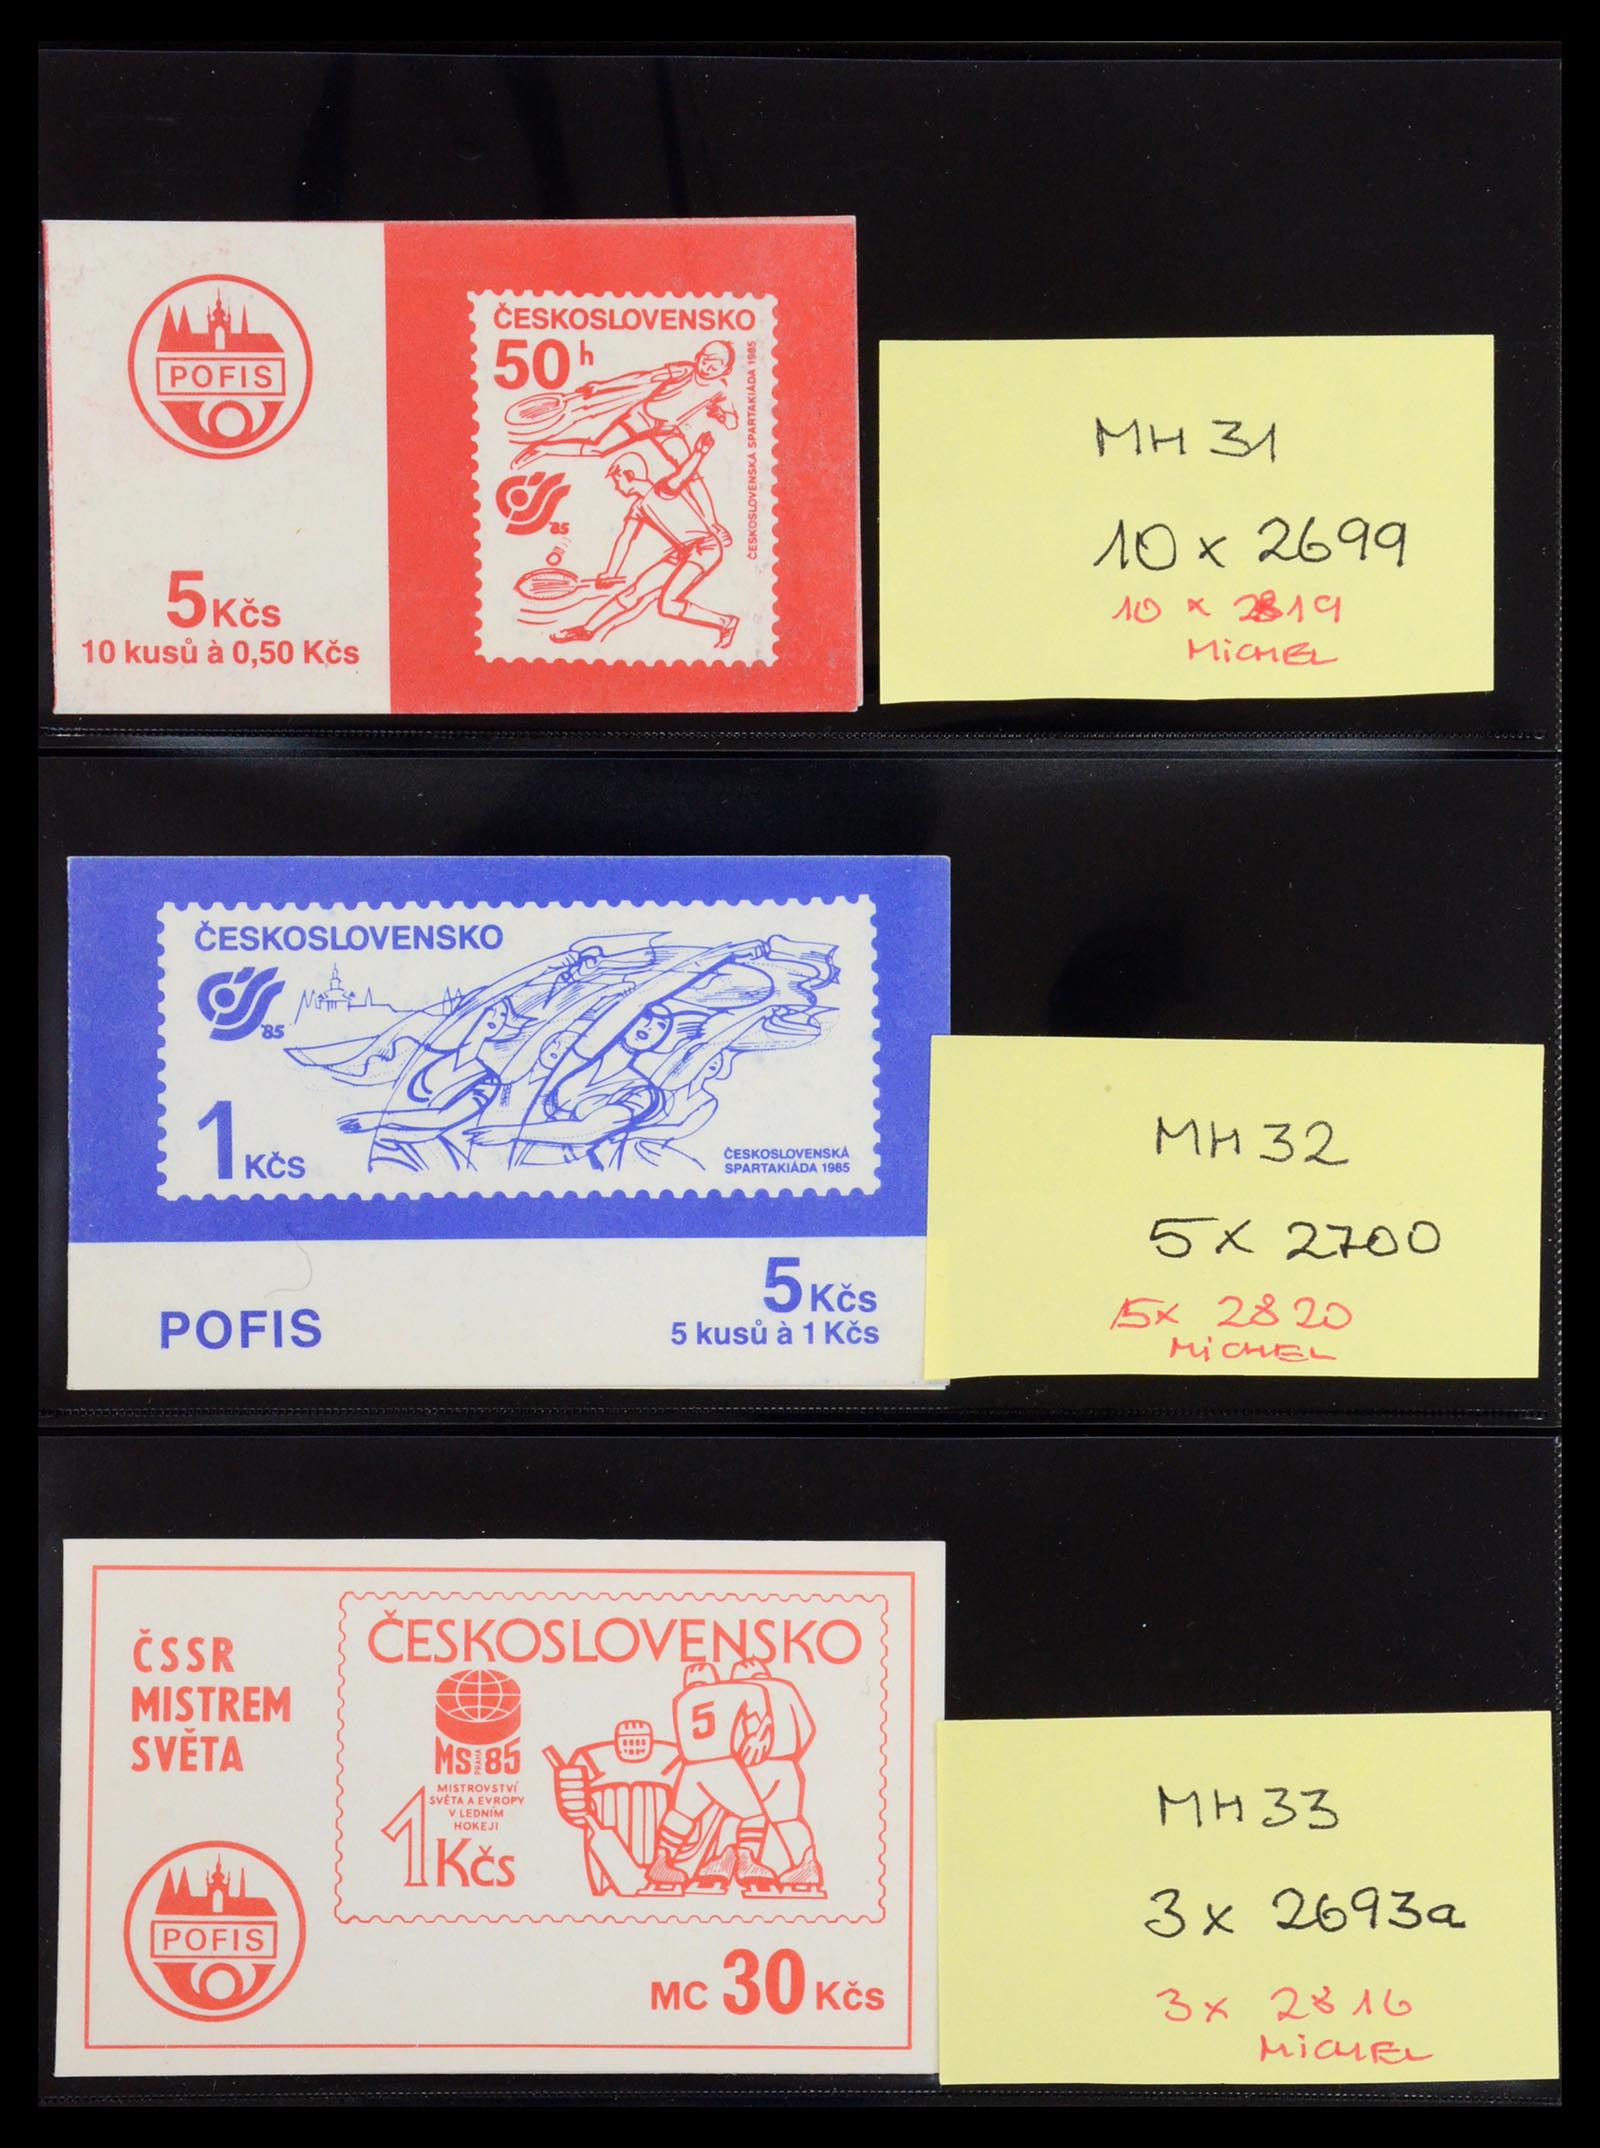 POFIS
5 Kčs
10 kusů à 0,50 Kčs
ČESKOSLOVENSKO
50 h
ČESKOSLOVENSKÁ SPARTAKIÁDA 1985
'85
MH 31
10 x 2699
10 x 2819
MiCHEL
ČESKOSLOVENSKO
'85
1 KČS
ČESKOSLOVENSKÁ
SPARTAKIÁDA 1985
POFIS
5 Kčs
5 kusů à 1 Kčs
MH 32
5 x 2700
5x 2820
MiCHEL
ČSSR
MISTREM
SVĚTA
POFIS
ČESKOSLOVENSKO
MS PRAHA 85
MISTROVSTVÍ
SVĚTA A EVROPY
V LEDNÍM
HOKEJI
1 Kčs
5
MC 30 Kčs
MH 33
3 x 2693a
3 x 2816
MiCHEL